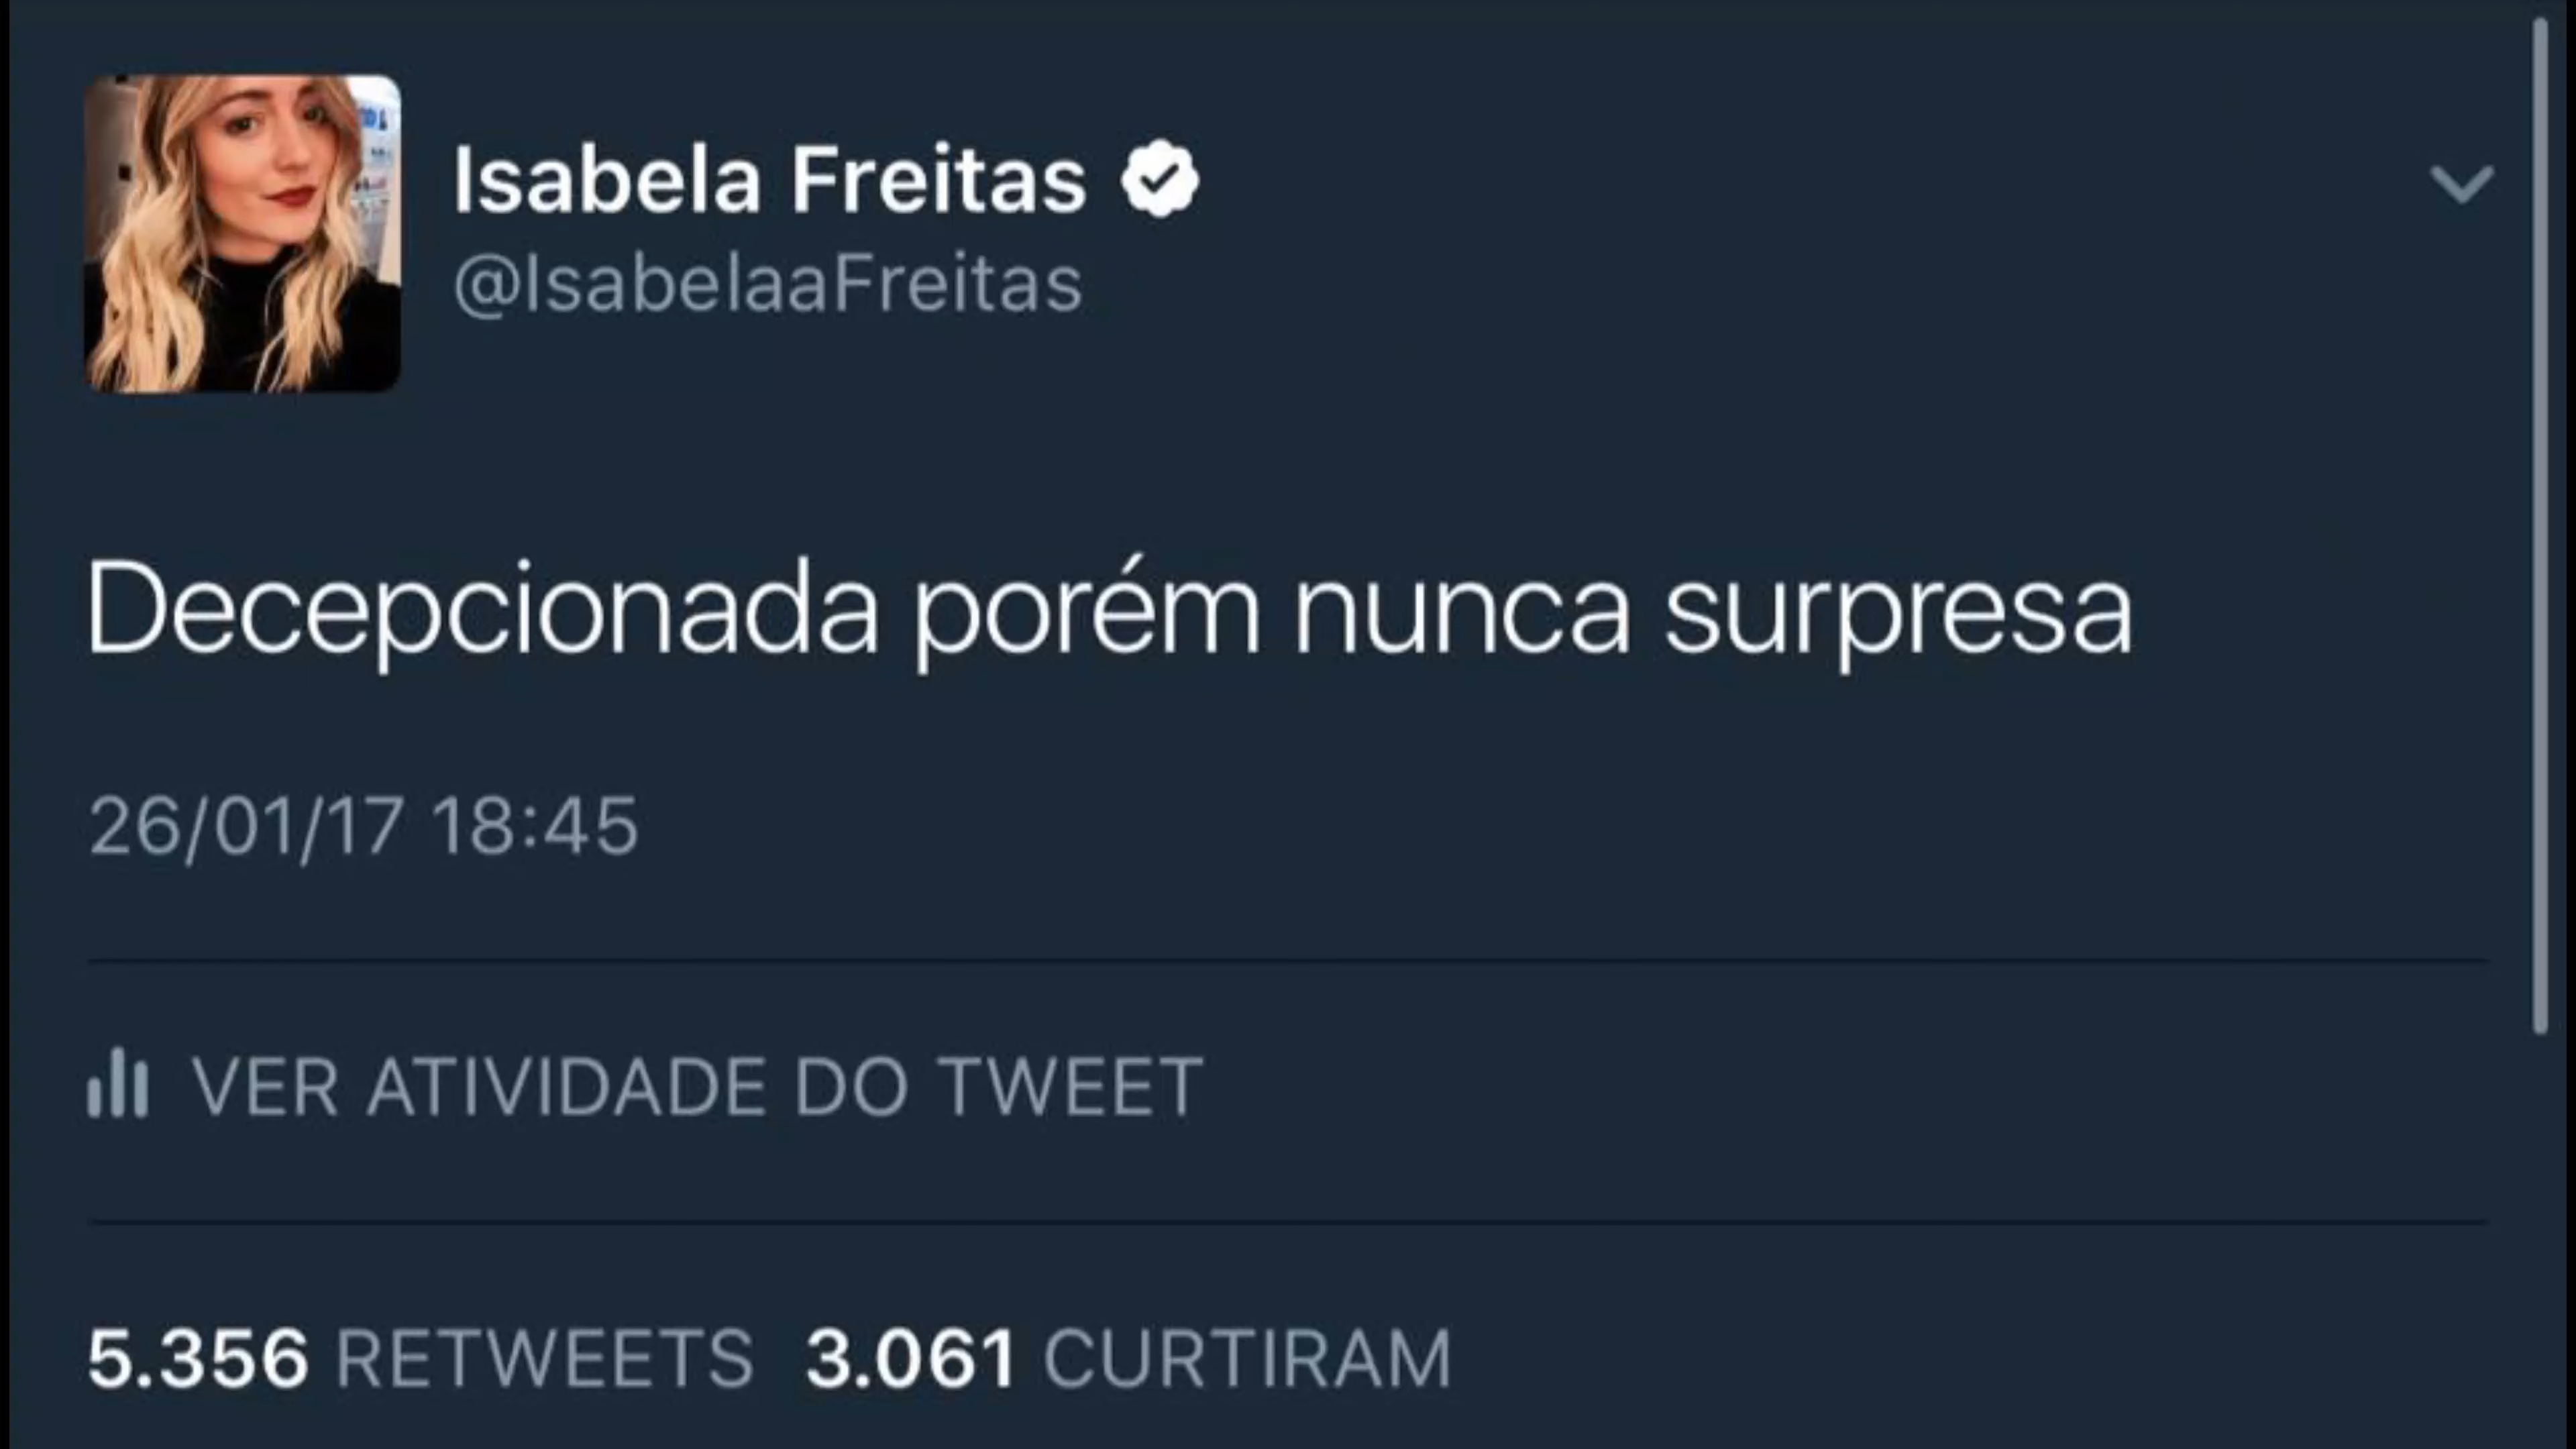 Isabela Freitas
@IsabelaaFreitas
Decepcionada porém nunca surpresa
26/01/17 18:45
VER ATIVIDADE DO TWEET
5.356 RETWEETS 3.061 CURTIRAM